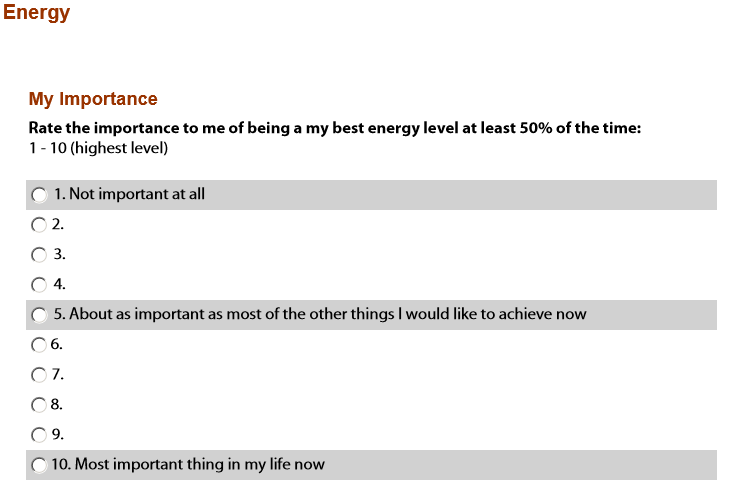 Energy
My Importance
Rate the importance to me of being a my best energy level at least 50% of the time:
1 - 10 (highest level)
1. Not important at all
2.
3.
4.
5. About as important as most of the other things I would like to achieve now
6.
7.
8.
9.
10. Most important thing in my life now